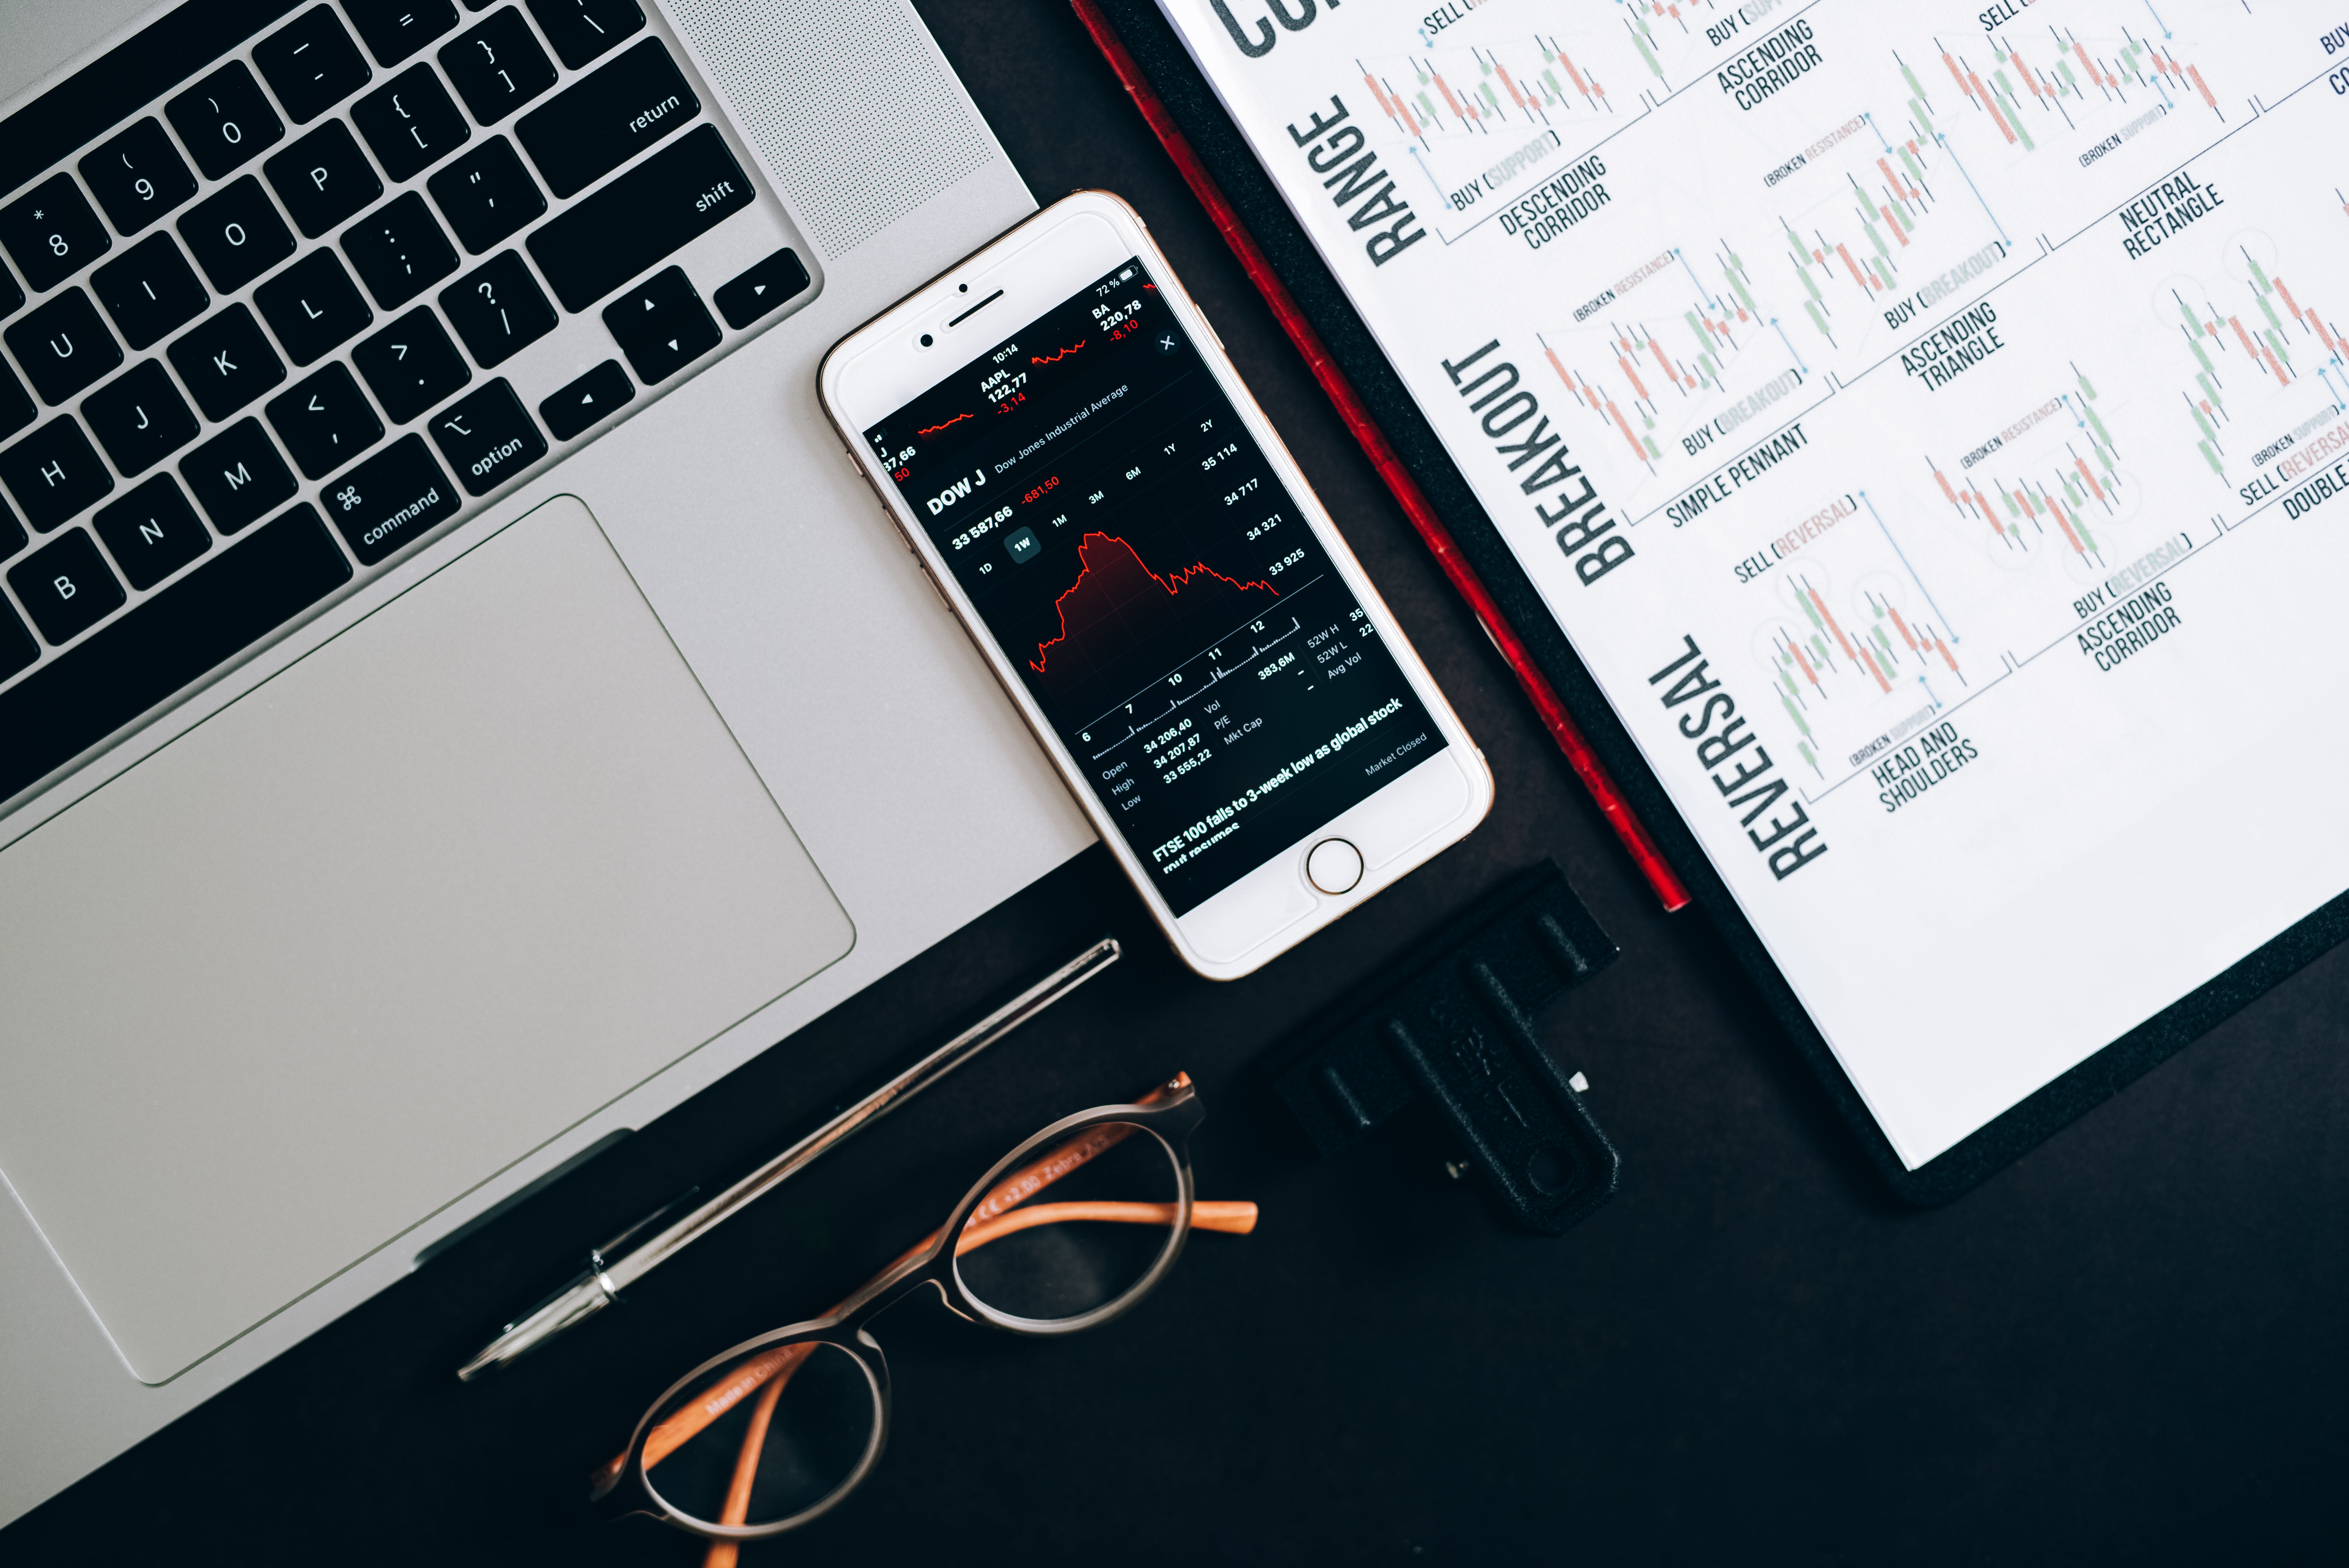 =
+
–
-
}
]
|
\
)
0
{
[
return
(
9
P
"
'
shift
*
8
O
:
;
I
L
?
/
U
K
>
.
J
<
,
option
H
M
⌘
command
N
B
10:14
72 %
AAPL
122,77
-3,14
BA
220,78
-8,10
J
37,66
50
DOW J Dow Jones Industrial Average
33 587,66 -681,50
1D 1W 1M 3M 6M 1Y 2Y
35 114
34 717
34 321
33 925
6 7 10 11 12
Open 34 206,40 Vol 383,6M 52W H 35
High 34 207,87 P/E – 52W L 22
Low 33 555,22 Mkt Cap – Avg Vol
FTSE 100 falls to 3-week low as global stock
rout resumes
Market Closed
RANGE
SELL
BUY (SUPPORT)
DESCENDING
CORRIDOR
ASCENDING
CORRIDOR
SELL
(BROKEN SUPPORT)
NEUTRAL
RECTANGLE
BUY
BREAKOUT
(BROKEN RESISTANCE)
BUY (BREAKOUT)
SIMPLE PENNANT
(BROKEN RESISTANCE)
BUY (BREAKOUT)
ASCENDING
TRIANGLE
REVERSAL
SELL (REVERSAL)
(BROKEN SUPPORT)
HEAD AND
SHOULDERS
(BROKEN RESISTANCE)
BUY (REVERSAL)
ASCENDING
CORRIDOR
(BROKEN SUPPORT)
SELL (REVERSAL
DOUBLE
CE +2.00 Zebra
Made in China